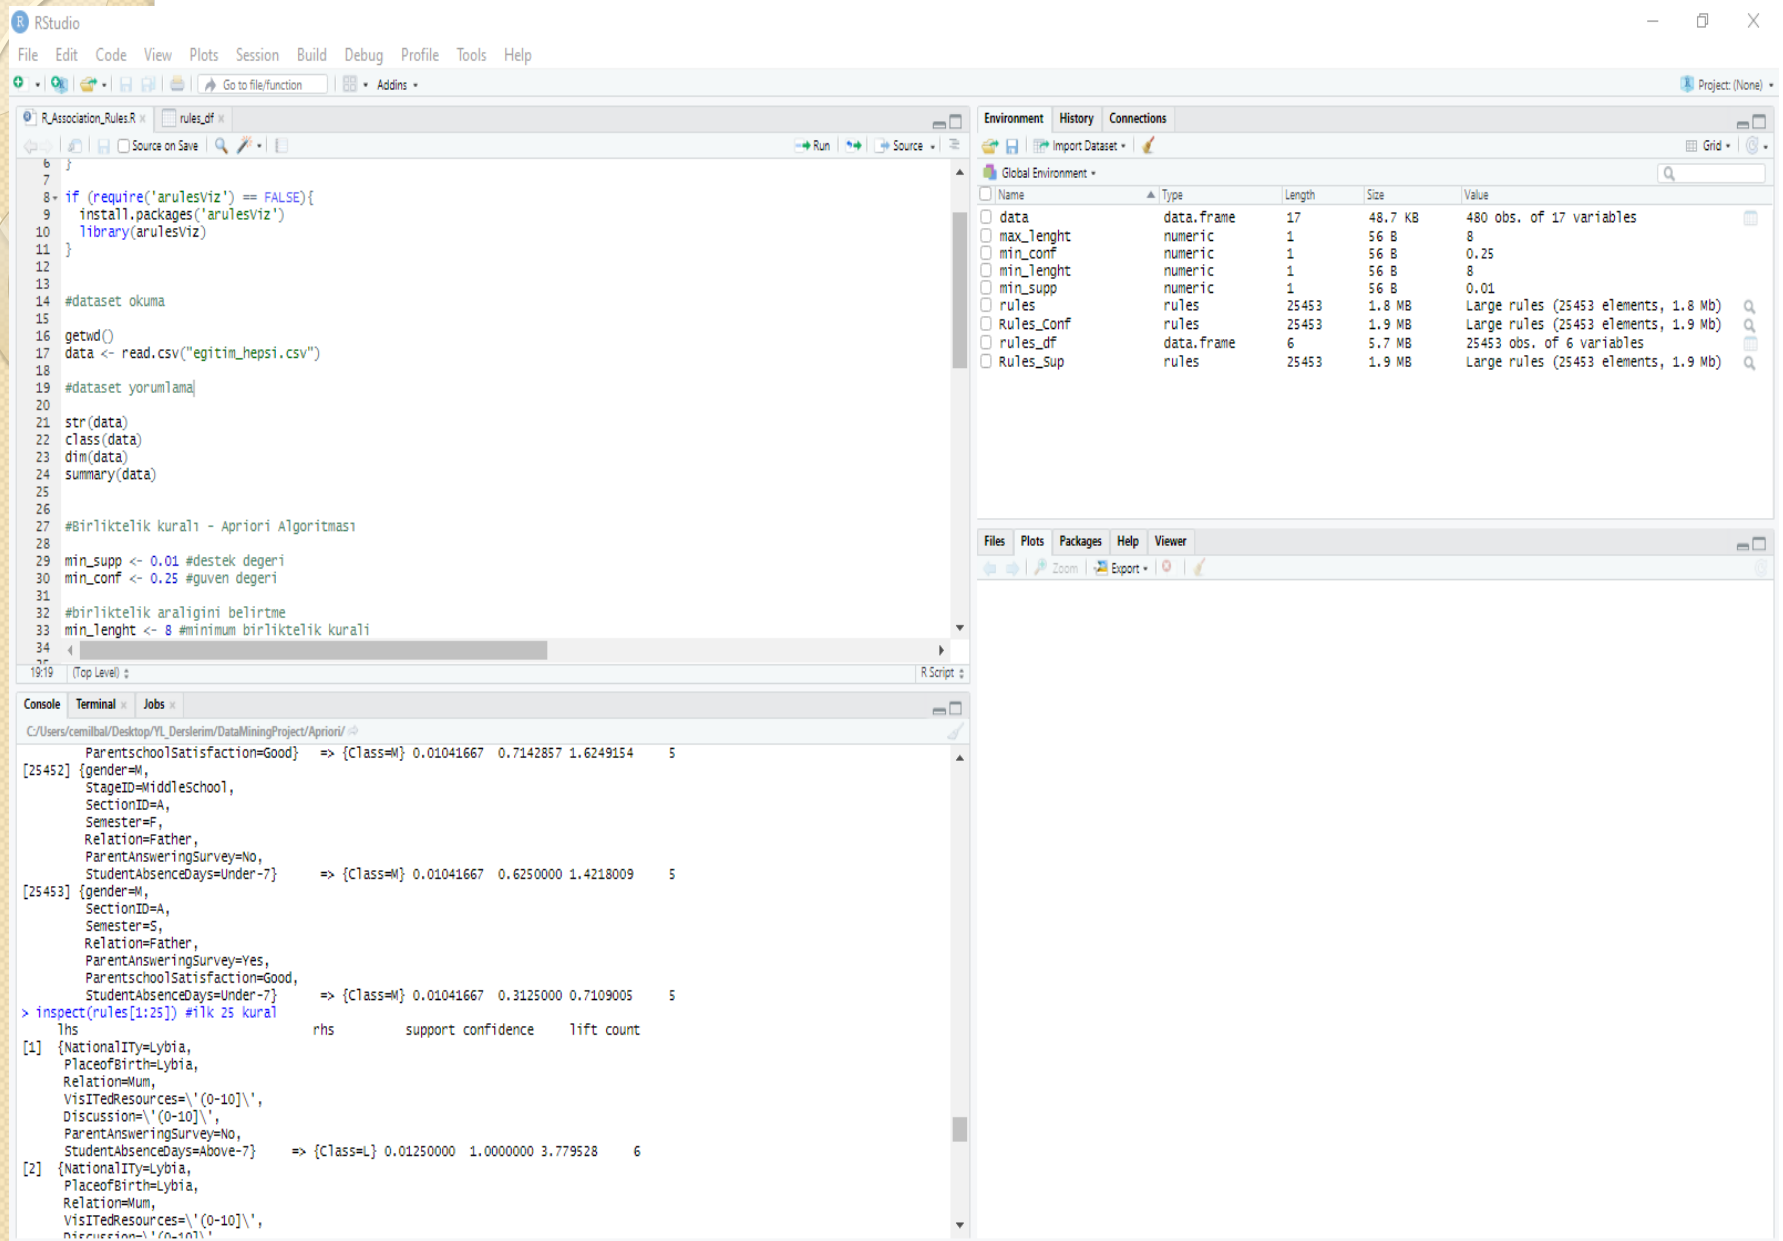 RStudio
File Edit Code View Plots Session Build Debug Profile Tools Help
Go to file/function Addins Project: (None)
R_Association_Rules.R rules_df
Source on Save Run Source
6 }
7
8 if (require('arulesViz') == FALSE){
9 install.packages('arulesViz')
10 library(arulesViz)
11 }
12
13
14 #dataset okuma
15
16 getwd()
17 data <- read.csv("egitim_hepsi.csv")
18
19 #dataset yorumlama
20
21 str(data)
22 class(data)
23 dim(data)
24 summary(data)
25
26
27 #Birliktelik kuralı - Apriori Algoritması
28
29 min_supp <- 0.01 #destek degeri
30 min_conf <- 0.25 #guven degeri
31
32 #birliktelik araligini belirtme
33 min_lenght <- 8 #minimum birliktelik kurali
34
19:19 (Top Level) R Script
Console Terminal Jobs
C:/Users/cemilbal/Desktop/YL_Derslerim/DataMiningProject/Apriori/
ParentschoolSatisfaction=Good} => {Class=M} 0.01041667 0.7142857 1.6249154 5
[25452] {gender=M,
StageID=MiddleSchool,
SectionID=A,
Semester=F,
Relation=Father,
ParentAnsweringSurvey=No,
StudentAbsenceDays=Under-7} => {Class=M} 0.01041667 0.6250000 1.4218009 5
[25453] {gender=M,
SectionID=A,
Semester=S,
Relation=Father,
ParentAnsweringSurvey=Yes,
ParentschoolSatisfaction=Good,
StudentAbsenceDays=Under-7} => {Class=M} 0.01041667 0.3125000 0.7109005 5
> inspect(rules[1:25]) #ilk 25 kural
lhs rhs support confidence lift count
[1] {NationalITy=Lybia,
PlaceofBirth=Lybia,
Relation=Mum,
VisITedResources=\'(0-10]\',
Discussion=\'(0-10]\',
ParentAnsweringSurvey=No,
StudentAbsenceDays=Above-7} => {Class=L} 0.01250000 1.0000000 3.779528 6
[2] {NationalITy=Lybia,
PlaceofBirth=Lybia,
Relation=Mum,
VisITedResources=\'(0-10]\',
Discussion=\'(0-10]\'
Environment History Connections
Import Dataset Grid
Global Environment
Name Type Length Size Value
data data.frame 17 48.7 KB 480 obs. of 17 variables
max_lenght numeric 1 56 B 8
min_conf numeric 1 56 B 0.25
min_lenght numeric 1 56 B 8
min_supp numeric 1 56 B 0.01
rules rules 25453 1.8 MB Large rules (25453 elements, 1.8 Mb)
Rules_Conf rules 25453 1.9 MB Large rules (25453 elements, 1.9 Mb)
rules_df data.frame 6 5.7 MB 25453 obs. of 6 variables
Rules_Sup rules 25453 1.9 MB Large rules (25453 elements, 1.9 Mb)
Files Plots Packages Help Viewer
Zoom Export